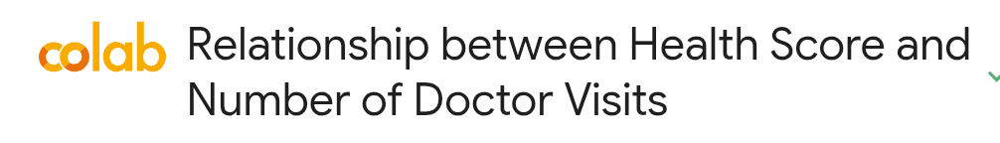 colab Relationship between Health Score and
Number of Doctor Visits